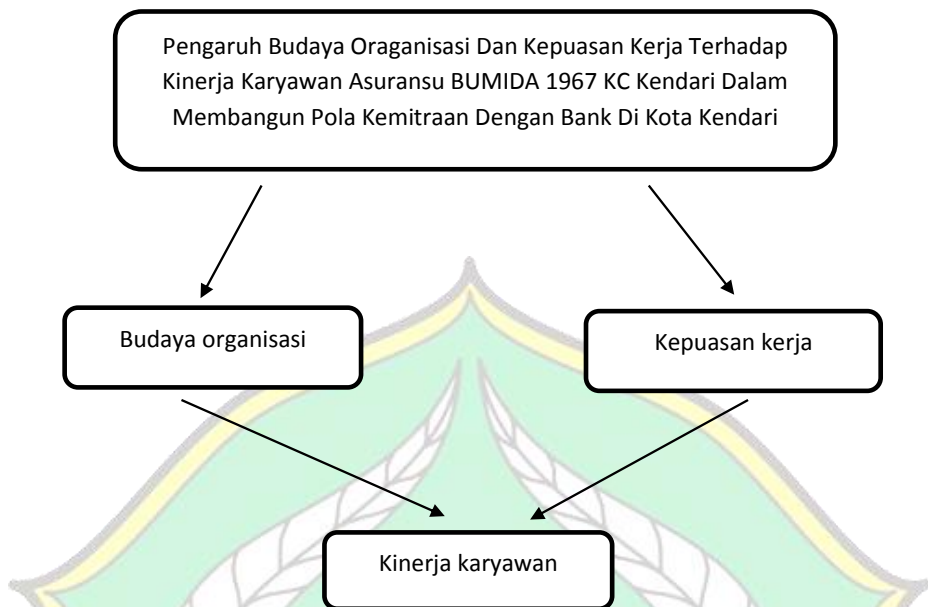 Pengaruh Budaya Oraganisasi Dan Kepuasan Kerja Terhadap
Kinerja Karyawan Asuransu BUMIDA 1967 KC Kendari Dalam
Membangun Pola Kemitraan Dengan Bank Di Kota Kendari
Budaya organisasi
Kepuasan kerja
Kinerja karyawan